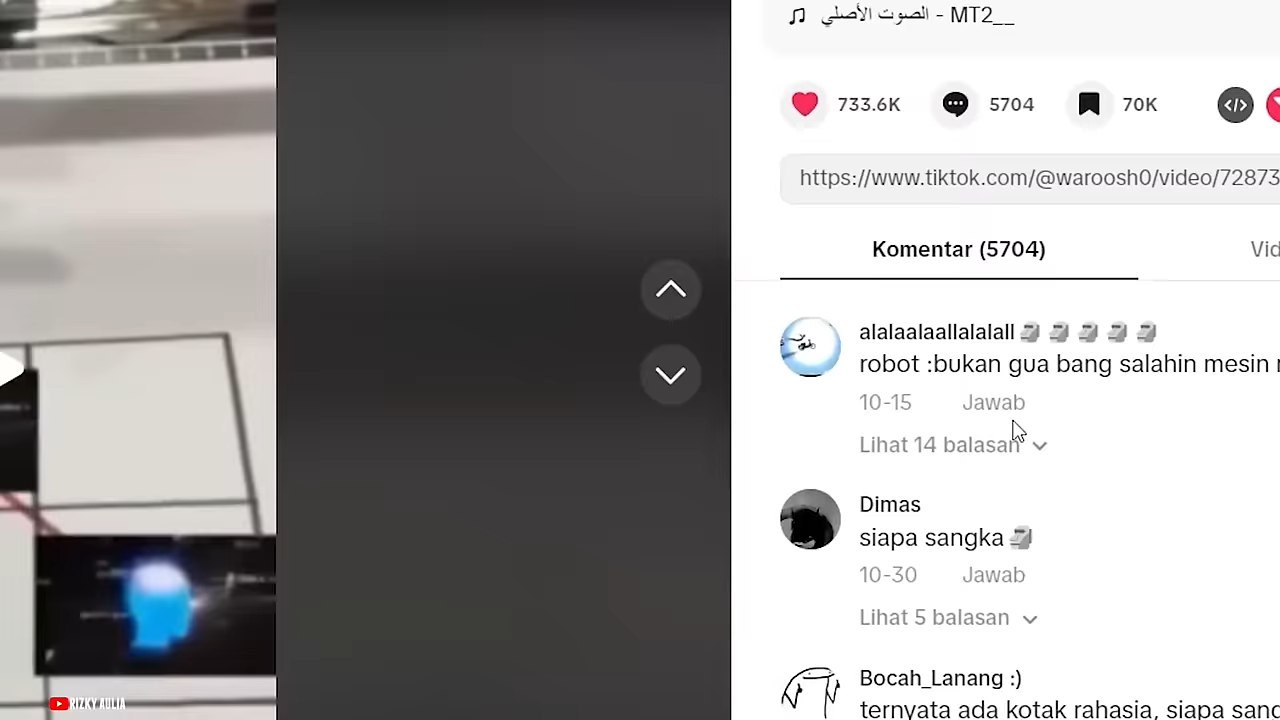 الصوت الأصلي - MT2__
733.6K
5704
70K
https://www.tiktok.com/@waroosh0/video/72873
Komentar (5704)
Vid
alalaalaallalalall🗿🗿🗿🗿🗿
robot :bukan gua bang salahin mesin
10-15 Jawab
Lihat 14 balasan
Dimas
siapa sangka🗿
10-30 Jawab
Lihat 5 balasan
Bocah_Lanang :)
ternyata ada kotak rahasia, siapa sang
RIZKY AULIA